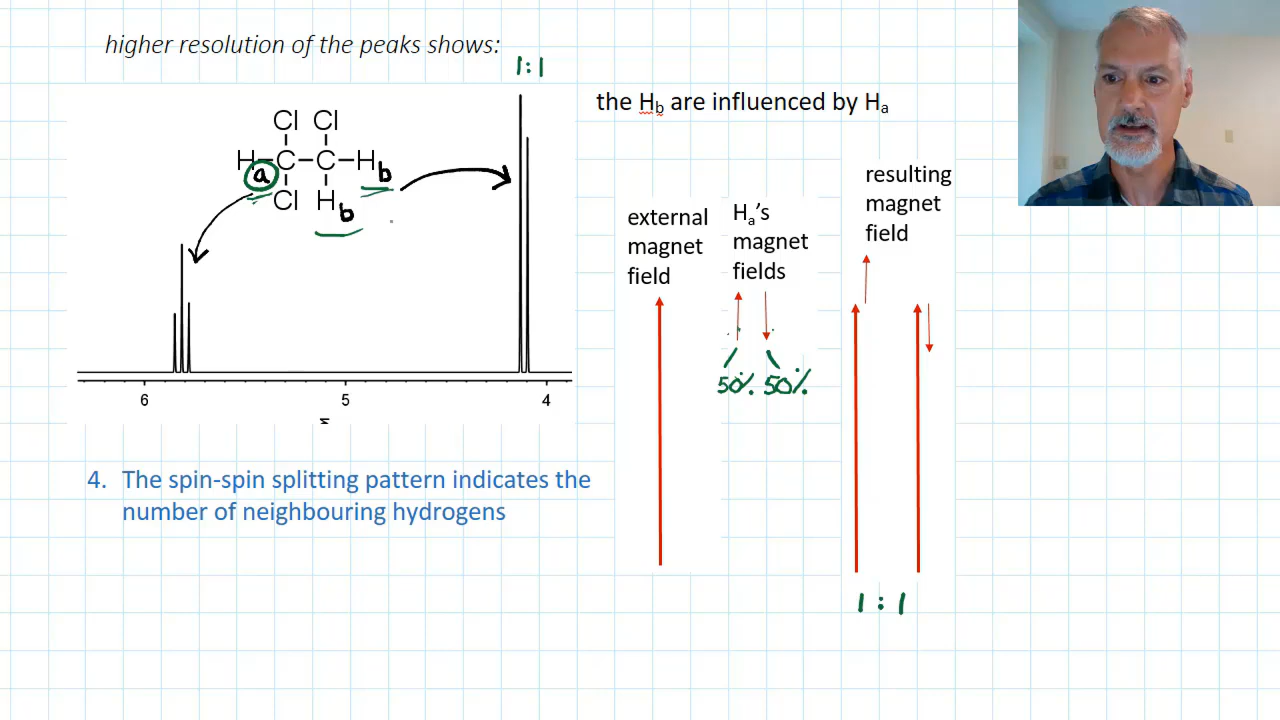 higher resolution of the peaks shows:
1:1
Cl Cl
H-C-C-H
a b
Cl H
b
6 5 4
4. The spin-spin splitting pattern indicates the
number of neighbouring hydrogens
the Hb are influenced by Ha
external
magnet
field
Ha's
magnet
fields
50% 50%
resulting
magnet
field
1:1